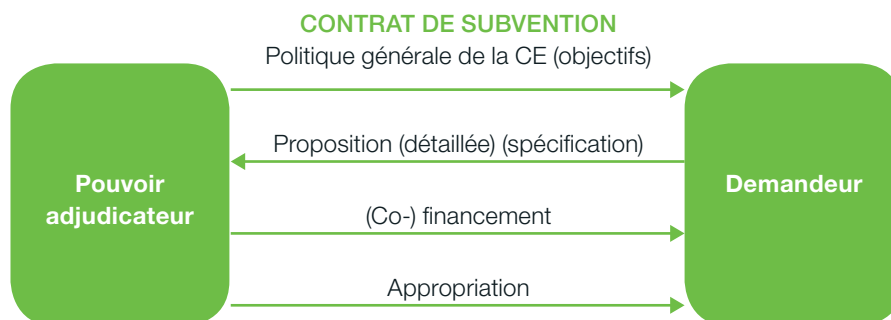 CONTRAT DE SUBVENTION
Politique générale de la CE (objectifs)
Proposition (détaillée) (spécification)
Pouvoir
adjudicateur
Demandeur
(Co-) financement
Appropriation